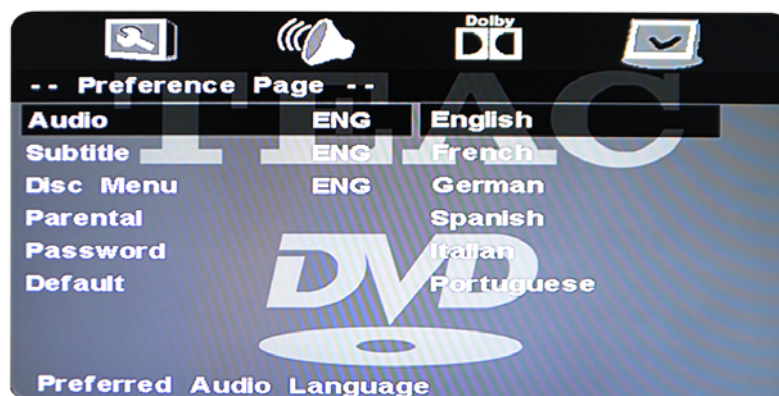 Dolby
-- Preference Page --
TEAC
Audio ENG English
Subtitle ENG French
Disc Menu ENG German
Parental Spanish
Password Italian
Default Portuguese
DVD
Preferred Audio Language